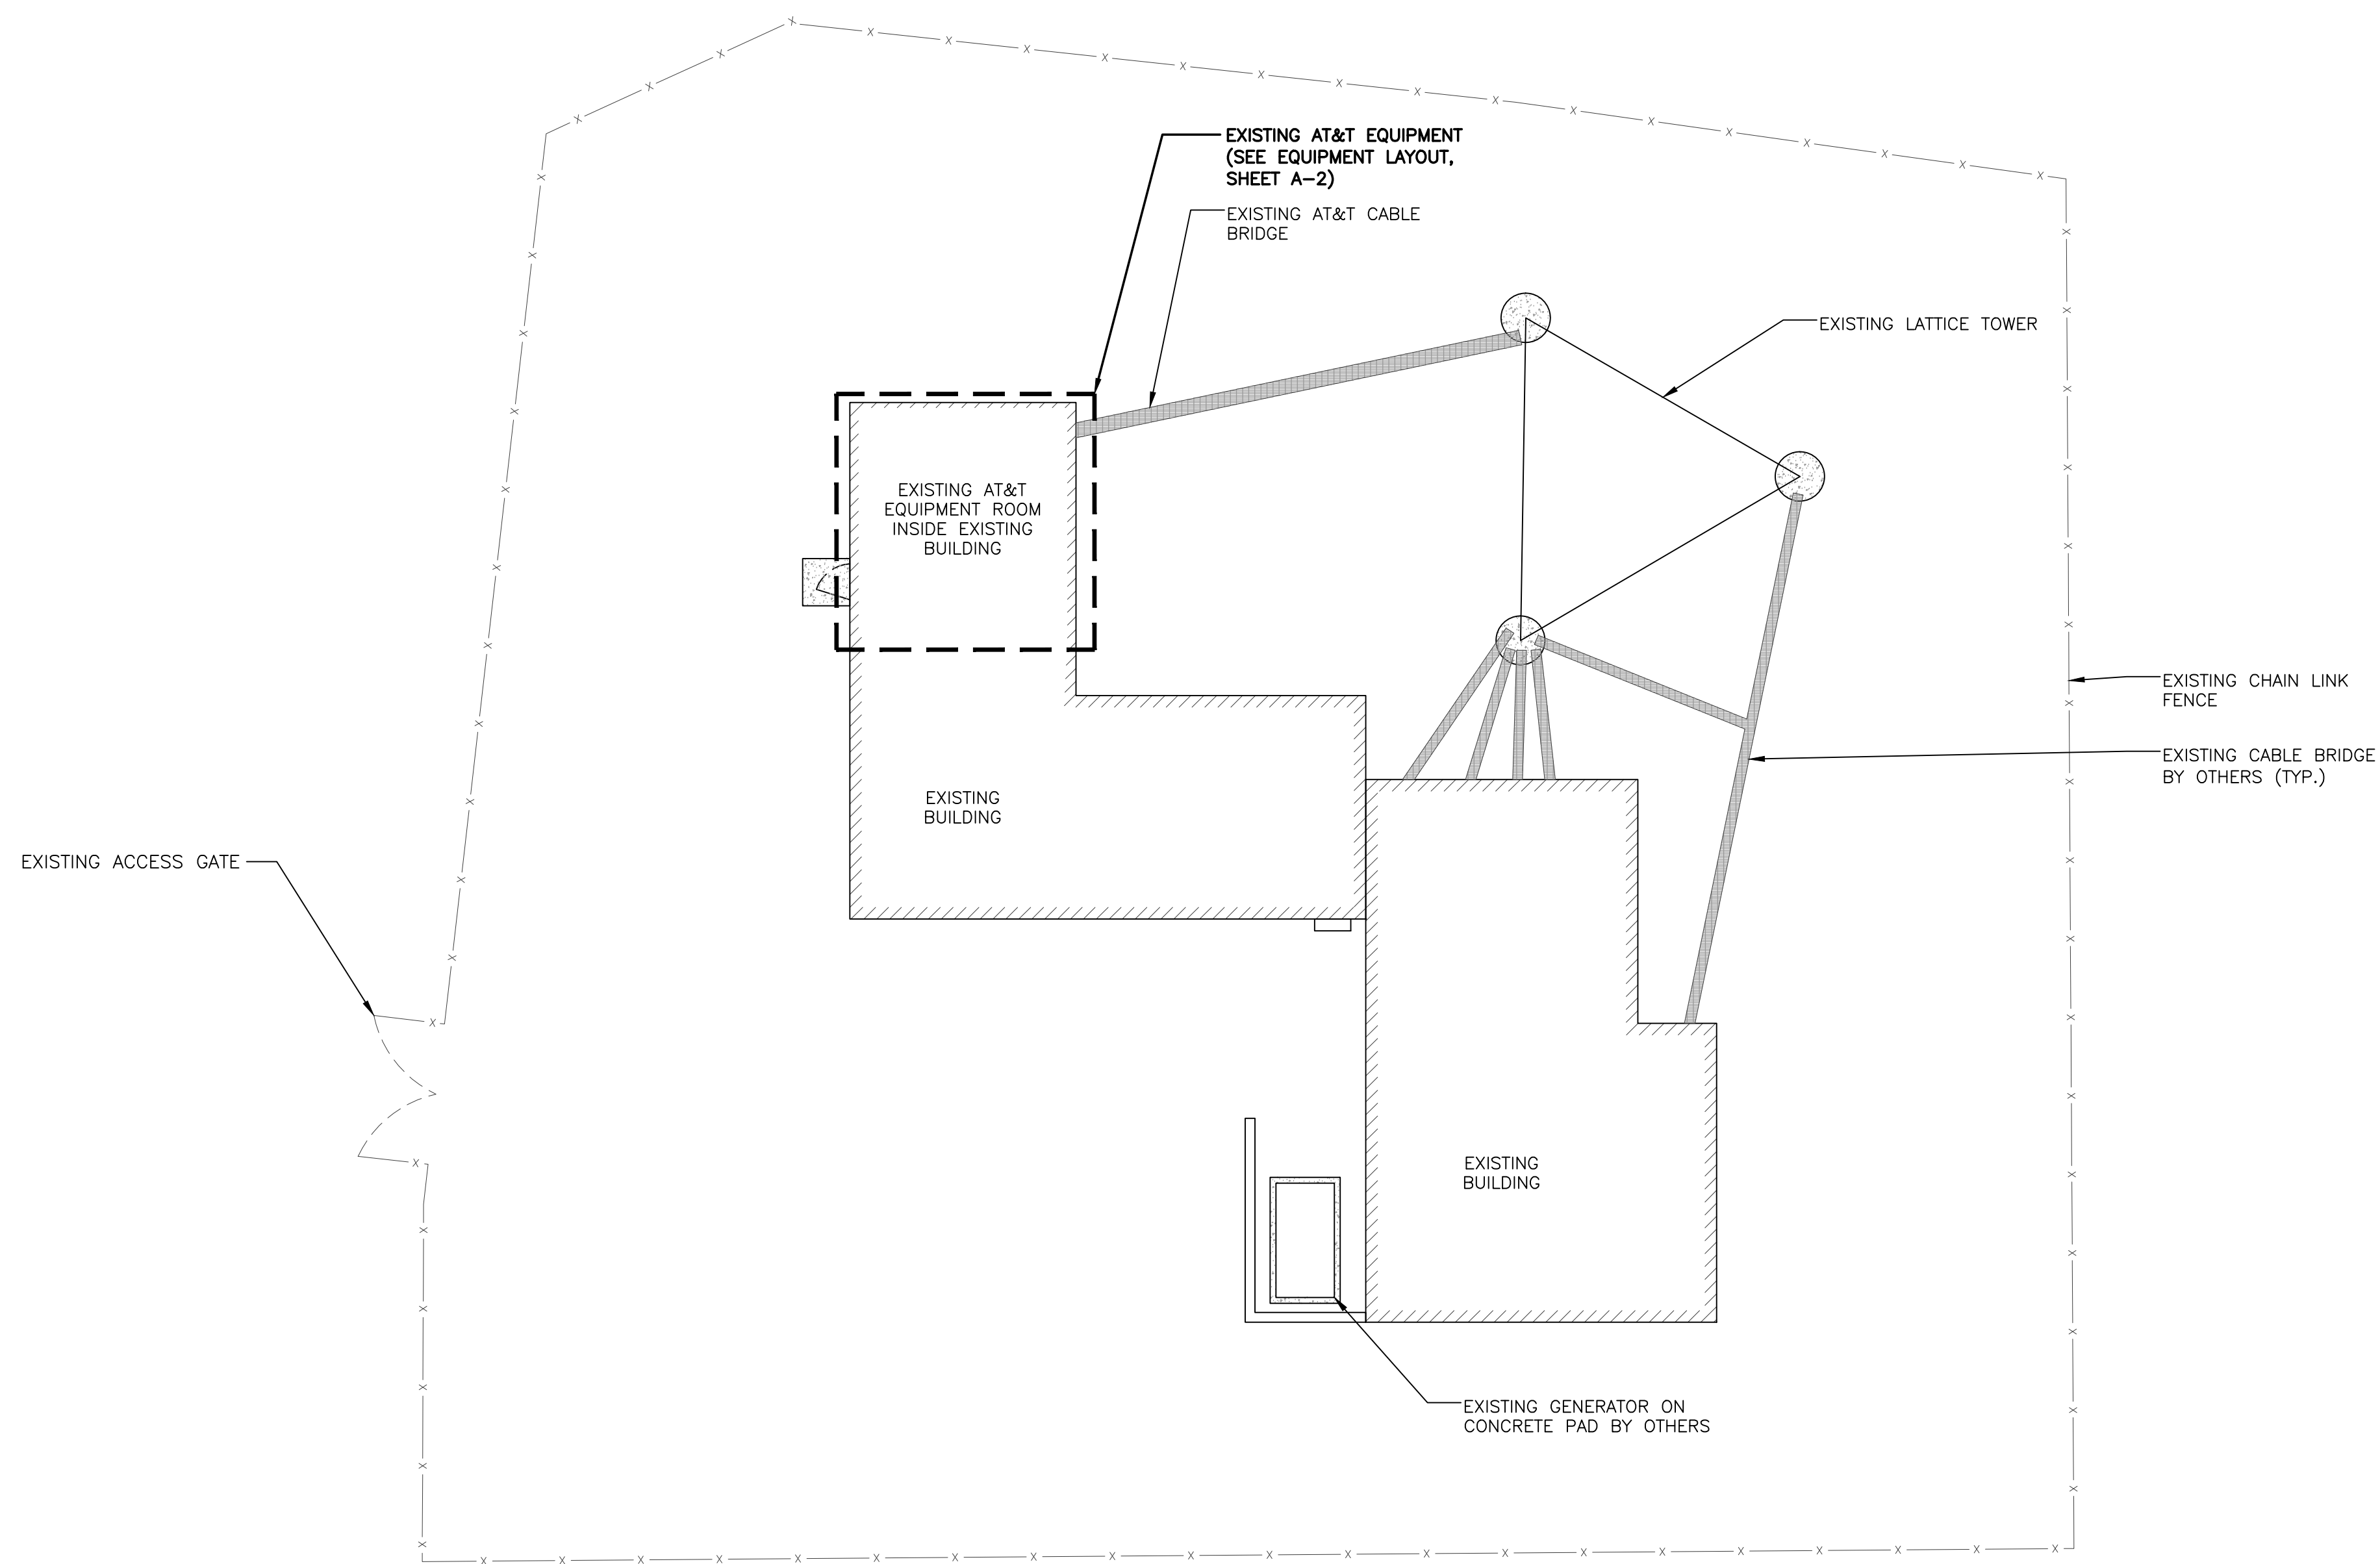 EXISTING AT&T EQUIPMENT
(SEE EQUIPMENT LAYOUT,
SHEET A-2)
EXISTING AT&T CABLE
BRIDGE
EXISTING LATTICE TOWER
EXISTING AT&T
EQUIPMENT ROOM
INSIDE EXISTING
BUILDING
EXISTING CHAIN LINK
FENCE
EXISTING CABLE BRIDGE
BY OTHERS (TYP.)
EXISTING
BUILDING
EXISTING ACCESS GATE
EXISTING
BUILDING
EXISTING GENERATOR ON
CONCRETE PAD BY OTHERS